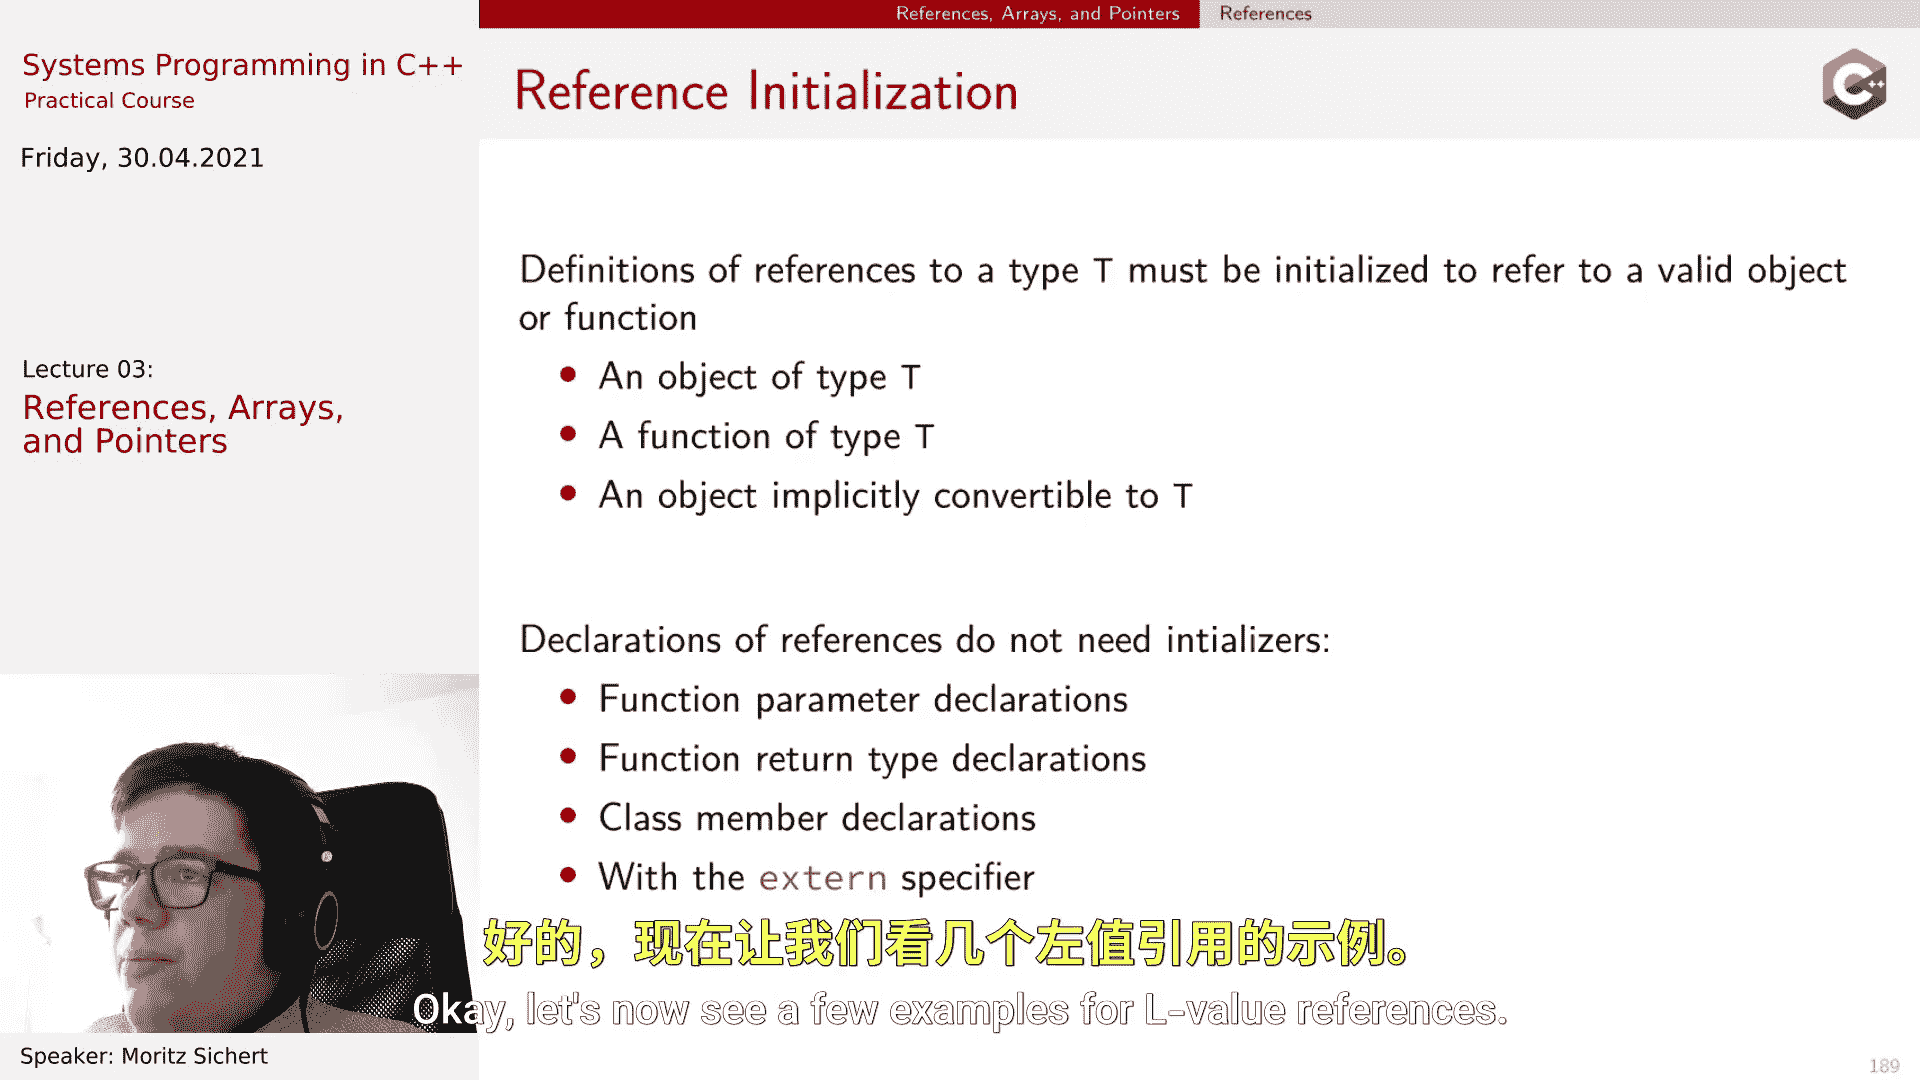 References, Arrays, and Pointers
References
Systems Programming in C++
Practical Course
Friday, 30.04.2021
Lecture 03:
References, Arrays,
and Pointers
Speaker: Moritz Sichert
Reference Initialization
C++
Definitions of references to a type T must be initialized to refer to a valid object
or function
• An object of type T
• A function of type T
• An object implicitly convertible to T
Declarations of references do not need intializers:
• Function parameter declarations
• Function return type declarations
• Class member declarations
• With the extern specifier
好的，现在让我们看几个左值引用的示例。
Okay, let's now see a few examples for L-value references.
189